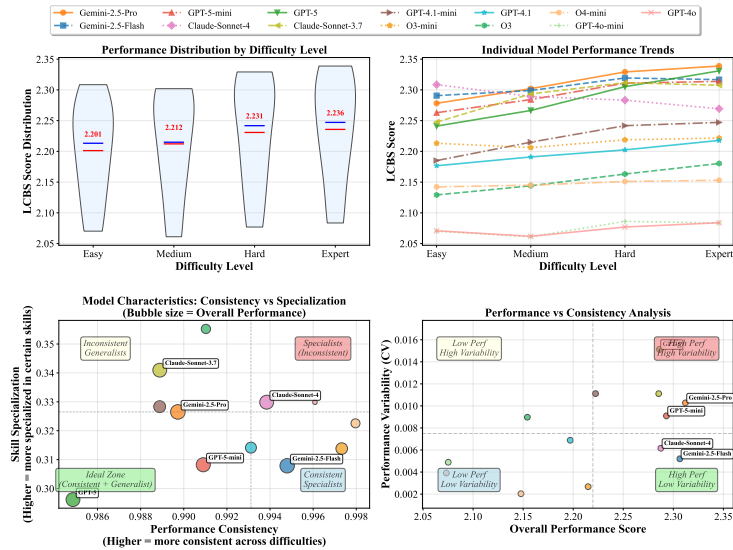 Gemini-2.5-Pro GPT-5-mini GPT-5 GPT-4.1-mini GPT-4.1 O4-mini GPT-4o
Gemini-2.5-Flash Claude-Sonnet-4 Claude-Sonnet-3.7 O3-mini O3 GPT-4o-mini
Performance Distribution by Difficulty Level
LCBS Score Distribution
2.35
2.30
2.25
2.20
2.15
2.10
2.05
2.201
2.212
2.231
2.236
Easy Medium Hard Expert
Difficulty Level
Individual Model Performance Trends
LCBS Score
2.35
2.30
2.25
2.20
2.15
2.10
2.05
Easy Medium Hard Expert
Difficulty Level
Model Characteristics: Consistency vs Specialization
(Bubble size = Overall Performance)
Skill Specialization
(Higher = more specialized in certain skills)
0.35
0.34
0.33
0.32
0.31
0.30
Inconsistent
Generalists
Specialists
(Inconsistent)
Claude-Sonnet-3.7
Claude-Sonnet-4
Gemini-2.5-Pro
GPT-5-mini
Gemini-2.5-Flash
Ideal Zone
(Consistent + Generalist)
Consistent
Specialists
GPT-5
0.986 0.990 0.992 0.994 0.996 0.998
Performance Consistency
(Higher = more consistent across difficulties)
Performance vs Consistency Analysis
Performance Variability (CV)
0.016
0.014
0.012
0.010
0.008
0.006
0.004
0.002
Low Perf
High Variability
High Perf
High Variability
Gemini-2.5-Pro
GPT-5-mini
Claude-Sonnet-4
Gemini-2.5-Flash
Low Perf
Low Variability
High Perf
Low Variability
2.05 2.10 2.15 2.20 2.25 2.30 2.35
Overall Performance Score